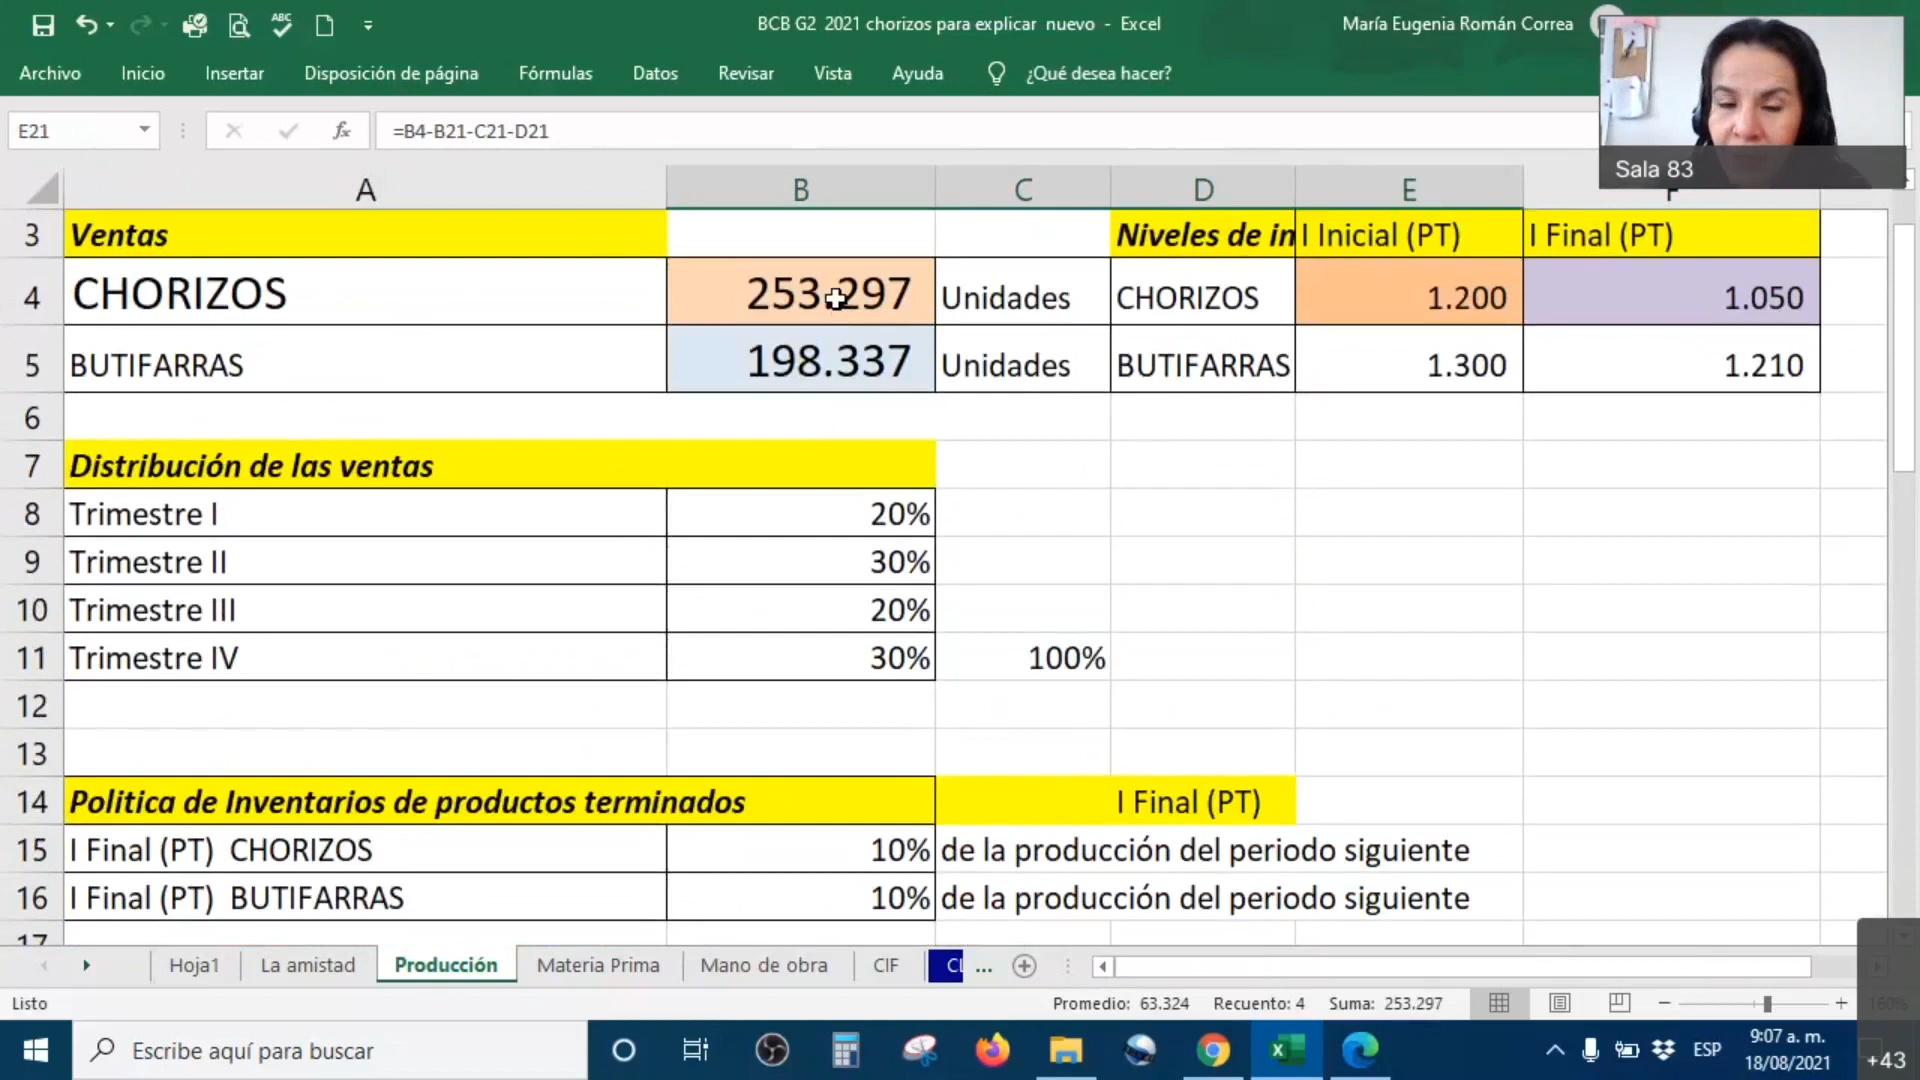 BCB G2 2021 chorizos para explicar nuevo - Excel
María Eugenia Román Correa
Archivo Inicio Insertar Disposición de página Fórmulas Datos Revisar Vista Ayuda ¿Qué desea hacer?
E21 fx =B4-B21-C21-D21
Sala 83
A B C D E
3 Ventas Niveles de in I Inicial (PT) I Final (PT)
4 CHORIZOS 253.297 Unidades CHORIZOS 1.200 1.050
5 BUTIFARRAS 198.337 Unidades BUTIFARRAS 1.300 1.210
6
7 Distribución de las ventas
8 Trimestre I 20%
9 Trimestre II 30%
10 Trimestre III 20%
11 Trimestre IV 30% 100%
12
13
14 Politica de Inventarios de productos terminados I Final (PT)
15 I Final (PT) CHORIZOS 10% de la producción del periodo siguiente
16 I Final (PT) BUTIFARRAS 10% de la producción del periodo siguiente
17
Hoja1 La amistad Producción Materia Prima Mano de obra CIF ...
Listo Promedio: 63.324 Recuento: 4 Suma: 253.297
Escribe aquí para buscar
ESP
9:07 a. m.
18/08/2021
+43